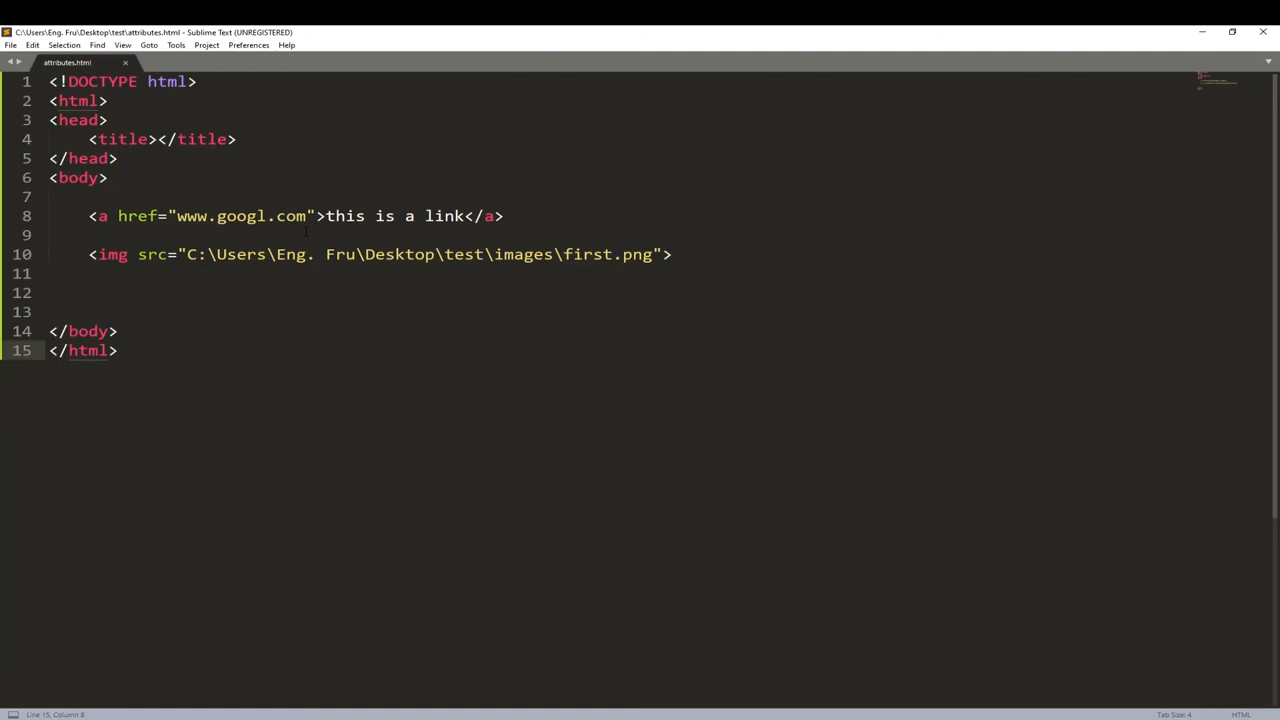 C:\Users\Eng. Fru\Desktop\test\attributes.html - Sublime Text (UNREGISTERED)
File Edit Selection Find View Goto Tools Project Preferences Help
attributes.html
1 <!DOCTYPE html>
2 <html>
3 <head>
4 <title></title>
5 </head>
6 <body>
7
8 <a href="www.googl.com">this is a link</a>
9
10 <img src="C:\Users\Eng. Fru\Desktop\test\images\first.png">
11
12
13
14 </body>
15 </html>
Line 15, Column 8 Tab Size: 4 HTML